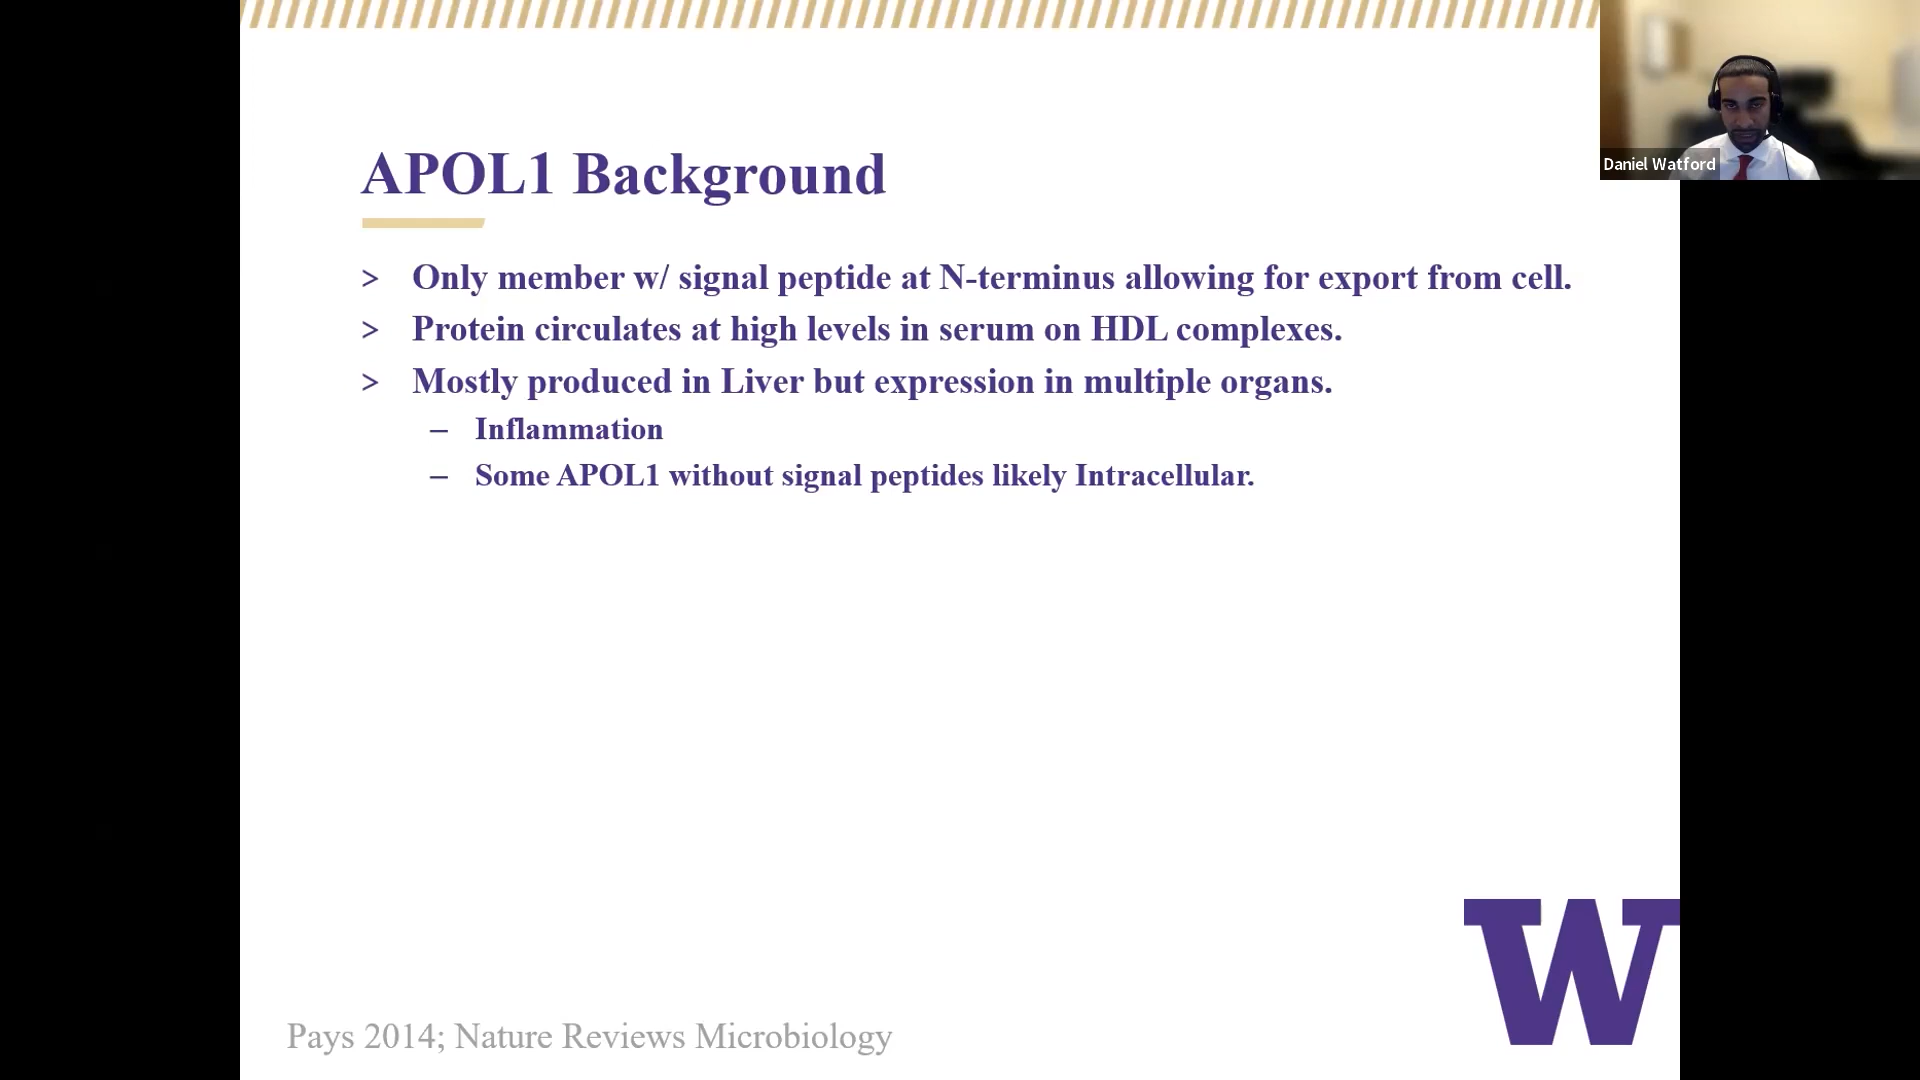 APOL1 Background
> Only member w/ signal peptide at N-terminus allowing for export from cell.
> Protein circulates at high levels in serum on HDL complexes.
> Mostly produced in Liver but expression in multiple organs.
– Inflammation
– Some APOL1 without signal peptides likely Intracellular.
Pays 2014; Nature Reviews Microbiology
W
Daniel Watford